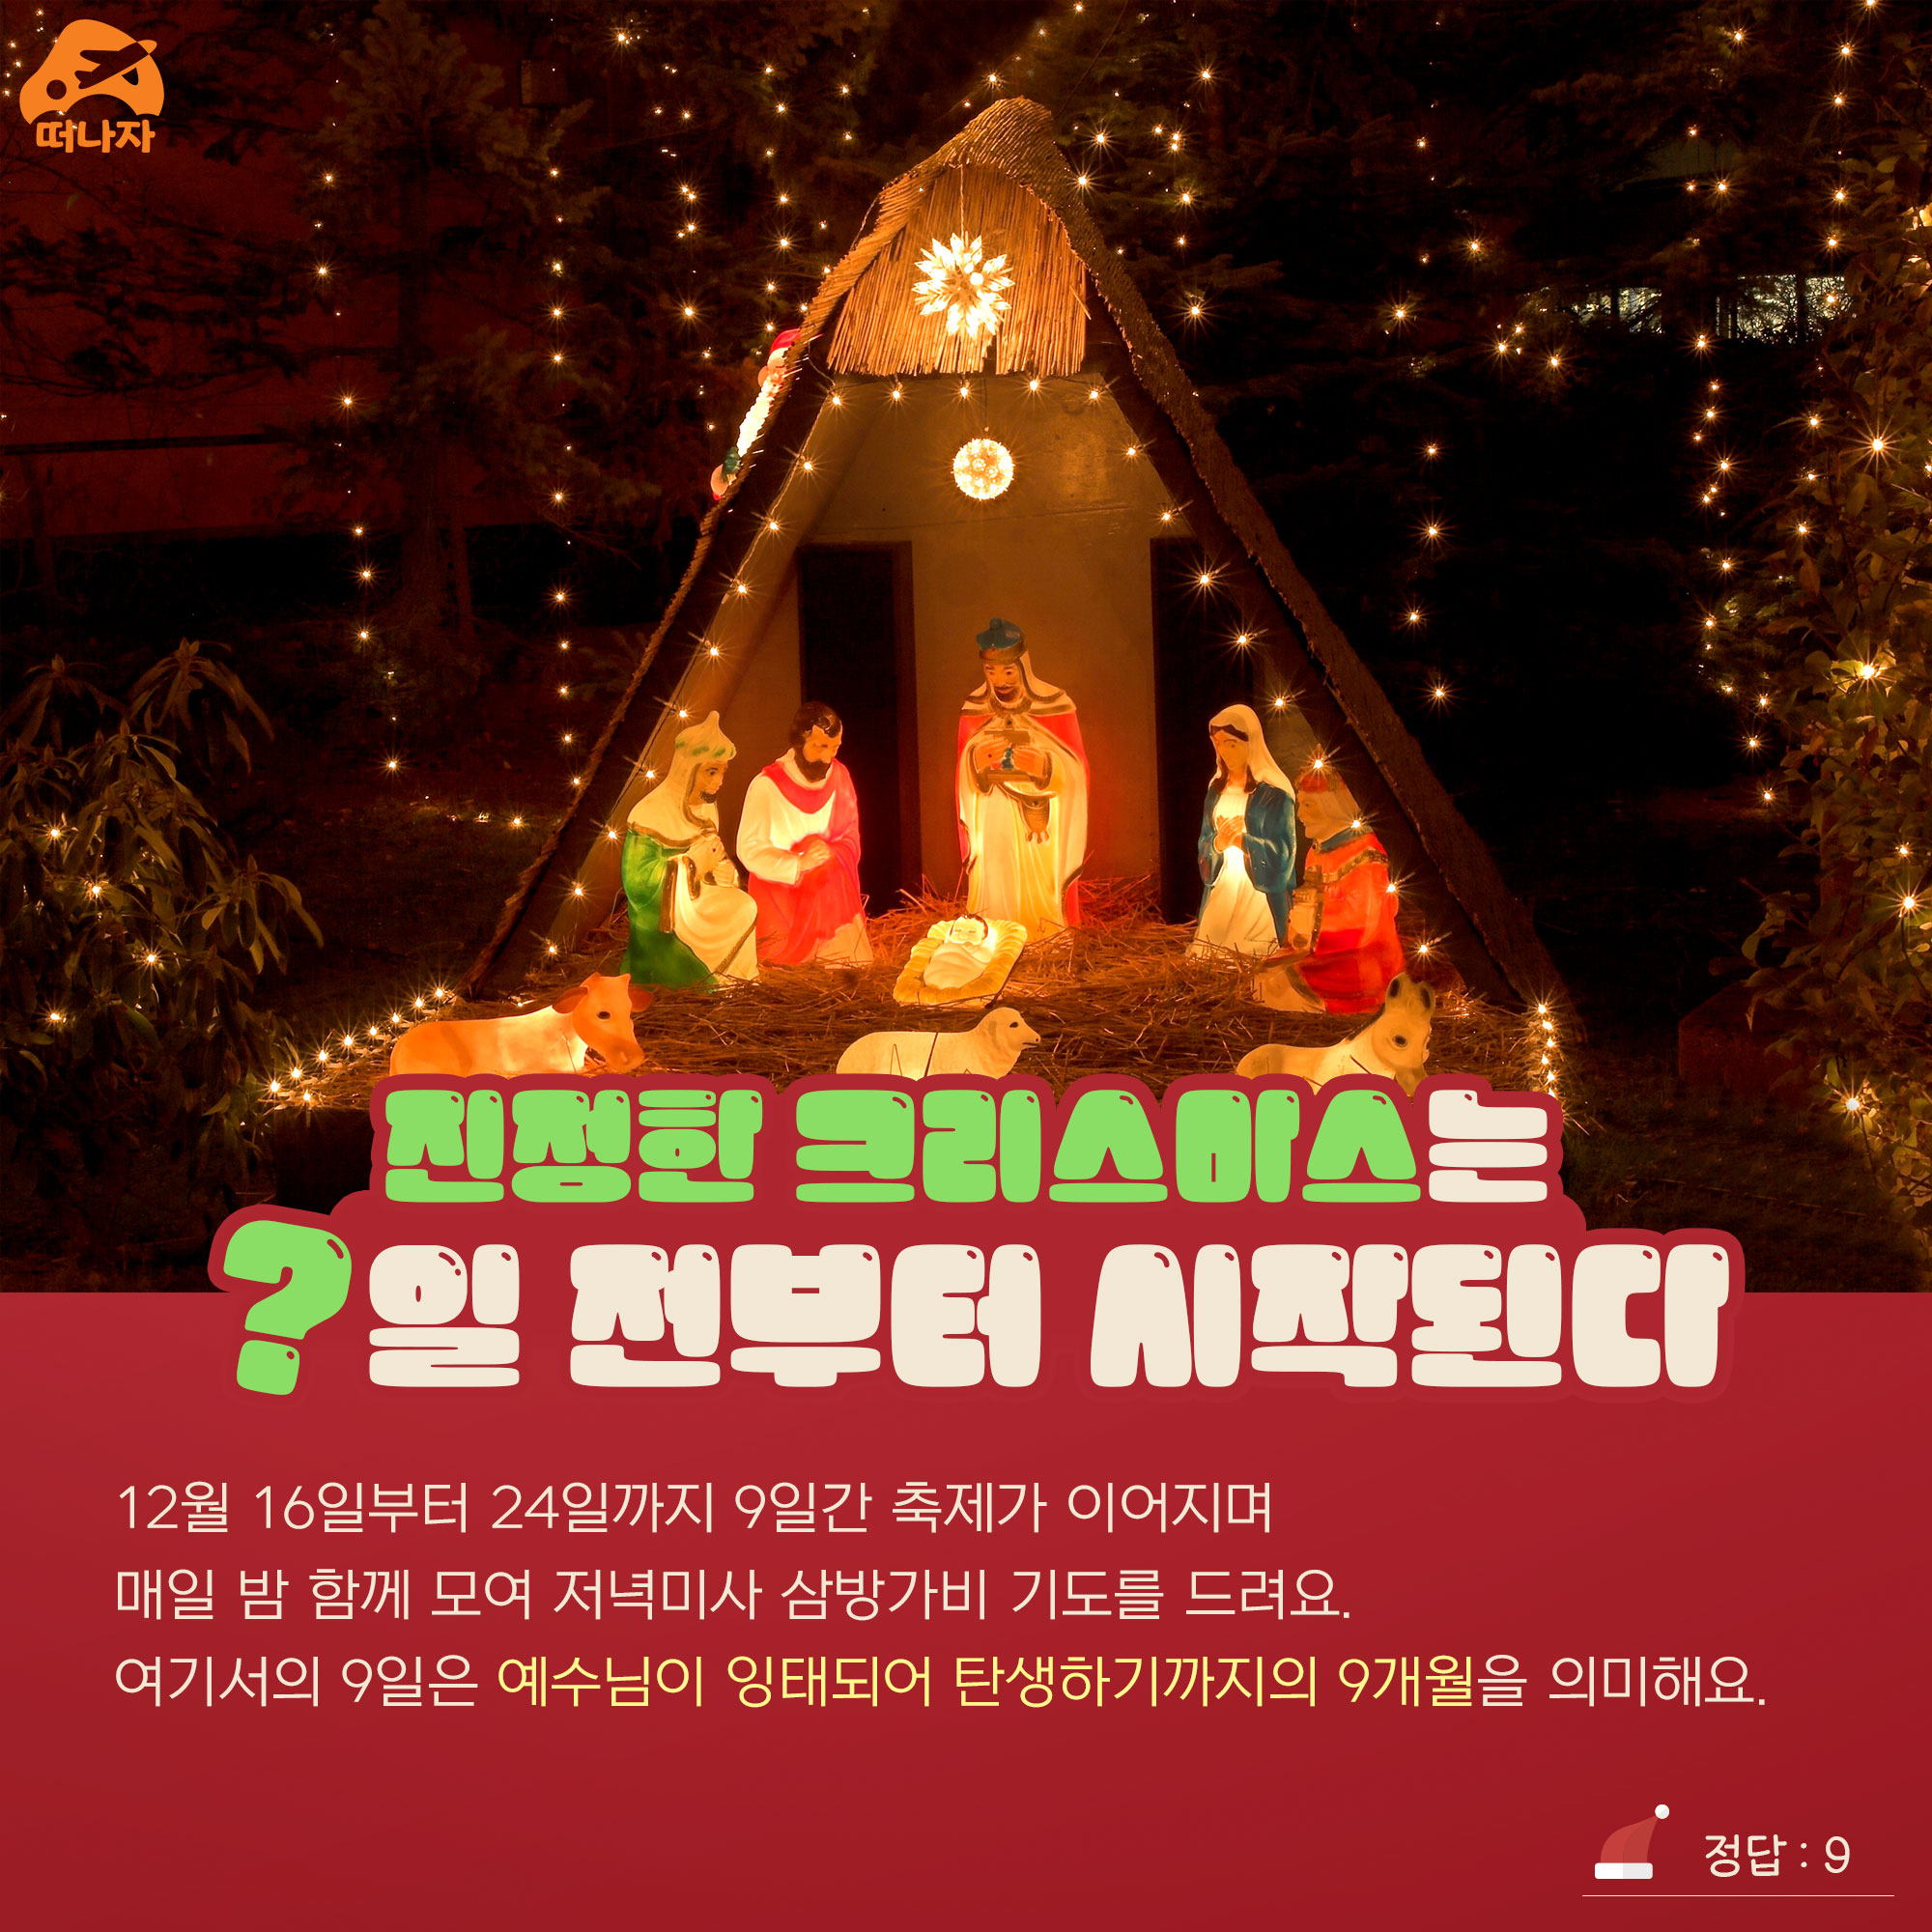 떠나자
진정한 크리스마스는
?일 전부터 시작된다
12월 16일부터 24일까지 9일간 축제가 이어지며
매일 밤 함께 모여 저녁미사 삼방가비 기도를 드려요.
여기서의 9일은 예수님이 잉태되어 탄생하기까지의 9개월을 의미해요.
정답 : 9